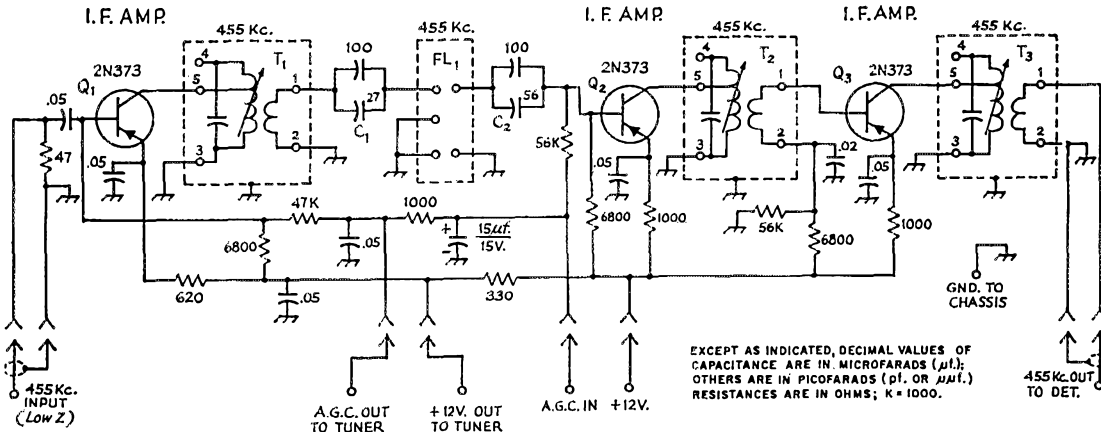 I.F. AMP.
I.F. AMP.
I.F. AMP.
455 Kc.
455 Kc.
455 Kc.
455 Kc.
Q1
2N373
T1
4
5
3
1
2
100
27
C1
FL1
100
56
C2
Q2
2N373
T2
4
5
3
1
2
Q3
2N373
T3
4
5
3
1
2
.05
47
.05
56K
.05
6800
1000
.02
56K
6800
.05
1000
47K
1000
6800
.05
+
-
15µf.
15V.
620
.05
330
GND. TO
CHASSIS
455 Kc.
INPUT
(Low Z)
A.G.C. OUT
TO TUNER
+12V. OUT
TO TUNER
A.G.C. IN
+12V.
EXCEPT AS INDICATED, DECIMAL VALUES OF
CAPACITANCE ARE IN MICROFARADS (µf.);
OTHERS ARE IN PICOFARADS (pf. OR µµf.)
RESISTANCES ARE IN OHMS; K = 1000.
455 Kc. OUT
TO DET.